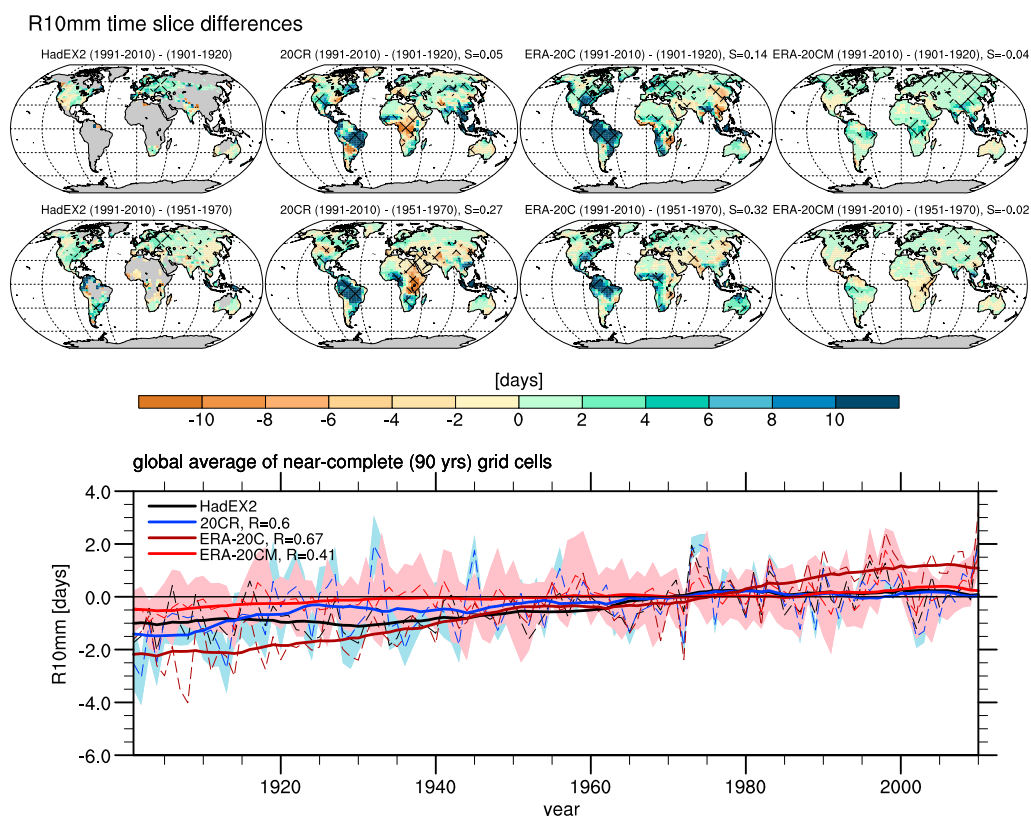 R10mm time slice differences
HadEX2 (1991-2010) - (1901-1920)
20CR (1991-2010) - (1901-1920), S=0.05
ERA-20C (1991-2010) - (1901-1920), S=0.14
ERA-20CM (1991-2010) - (1901-1920), S=-0.04
HadEX2 (1991-2010) - (1951-1970)
20CR (1991-2010) - (1951-1970), S=0.27
ERA-20C (1991-2010) - (1951-1970), S=0.32
ERA-20CM (1991-2010) - (1951-1970), S=-0.02
[days]
-10 -8 -6 -4 -2 0 2 4 6 8 10
global average of near-complete (90 yrs) grid cells
1920 1940 1960 1980 2000
4.0
2.0
0.0
-2.0
-4.0
-6.0
R10mm [days]
HadEX2
20CR, R=0.6
ERA-20C, R=0.67
ERA-20CM, R=0.41
1920 1940 1960 1980 2000
year